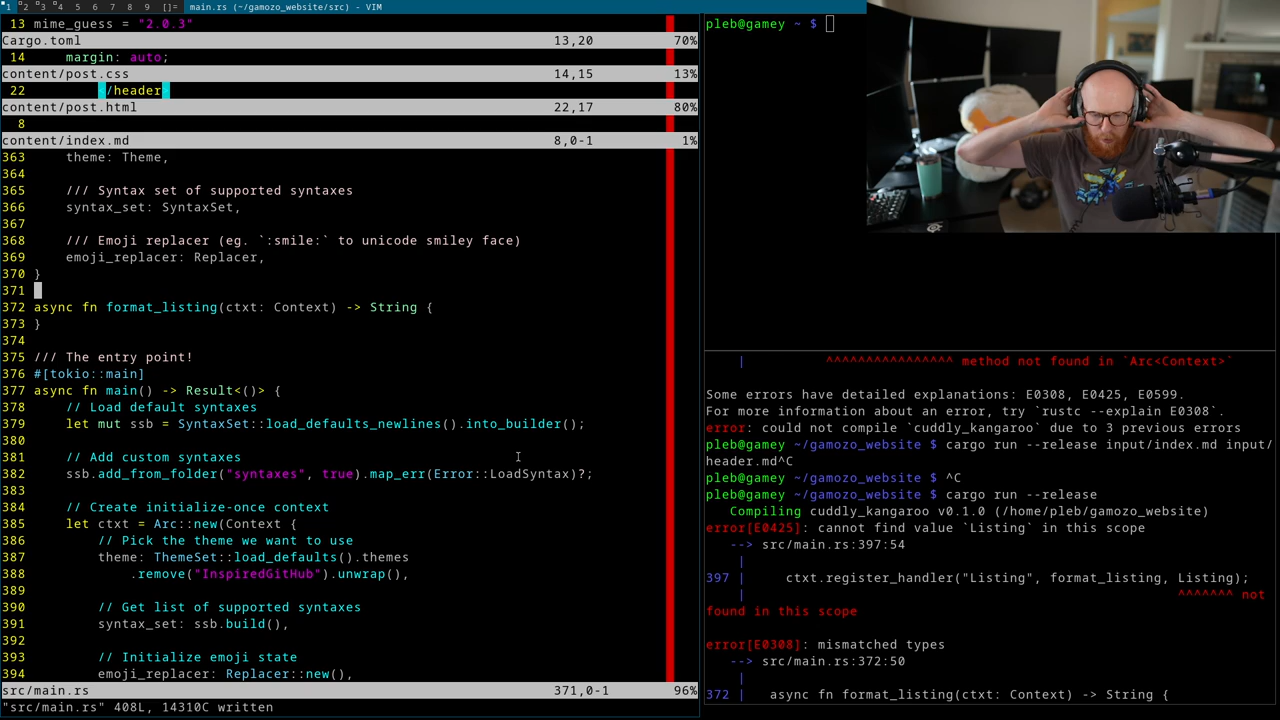 1 2 3 4 5 6 7 8 9 []= main.rs (~/gamozo_website/src) - VIM
13 mime_guess = "2.0.3"
Cargo.toml 13,20 70%
14 margin: auto;
content/post.css 14,15 13%
22 </header>
content/post.html 22,17 80%
8
content/index.md 8,0-1 1%
363 theme: Theme,
364
365 /// Syntax set of supported syntaxes
366 syntax_set: SyntaxSet,
367
368 /// Emoji replacer (eg. `:smile:` to unicode smiley face)
369 emoji_replacer: Replacer,
370 }
371
372 async fn format_listing(ctxt: Context) -> String {
373 }
374
375 /// The entry point!
376 #[tokio::main]
377 async fn main() -> Result<()> {
378 // Load default syntaxes
379 let mut ssb = SyntaxSet::load_defaults_newlines().into_builder();
380
381 // Add custom syntaxes
382 ssb.add_from_folder("syntaxes", true).map_err(Error::LoadSyntax)?;
383
384 // Create initialize-once context
385 let ctxt = Arc::new(Context {
386 // Pick the theme we want to use
387 theme: ThemeSet::load_defaults().themes
388 .remove("InspiredGitHub").unwrap(),
389
390 // Get list of supported syntaxes
391 syntax_set: ssb.build(),
392
393 // Initialize emoji state
394 emoji_replacer: Replacer::new(),
src/main.rs 371,0-1 96%
"src/main.rs" 408L, 14310C written
pleb@gamey ~ $
| ^^^^^^^^^^^^^^^^ method not found in `Arc<Context>`
Some errors have detailed explanations: E0308, E0425, E0599.
For more information about an error, try `rustc --explain E0308`.
error: could not compile `cuddly_kangaroo` due to 3 previous errors
pleb@gamey ~/gamozo_website $ cargo run --release input/index.md input/
header.md^C
pleb@gamey ~/gamozo_website $ ^C
pleb@gamey ~/gamozo_website $ cargo run --release
Compiling cuddly_kangaroo v0.1.0 (/home/pleb/gamozo_website)
error[E0425]: cannot find value `Listing` in this scope
--> src/main.rs:397:54
|
397 | ctxt.register_handler("Listing", format_listing, Listing);
| ^^^^^^^ not
found in this scope
error[E0308]: mismatched types
--> src/main.rs:372:50
|
372 | async fn format_listing(ctxt: Context) -> String {